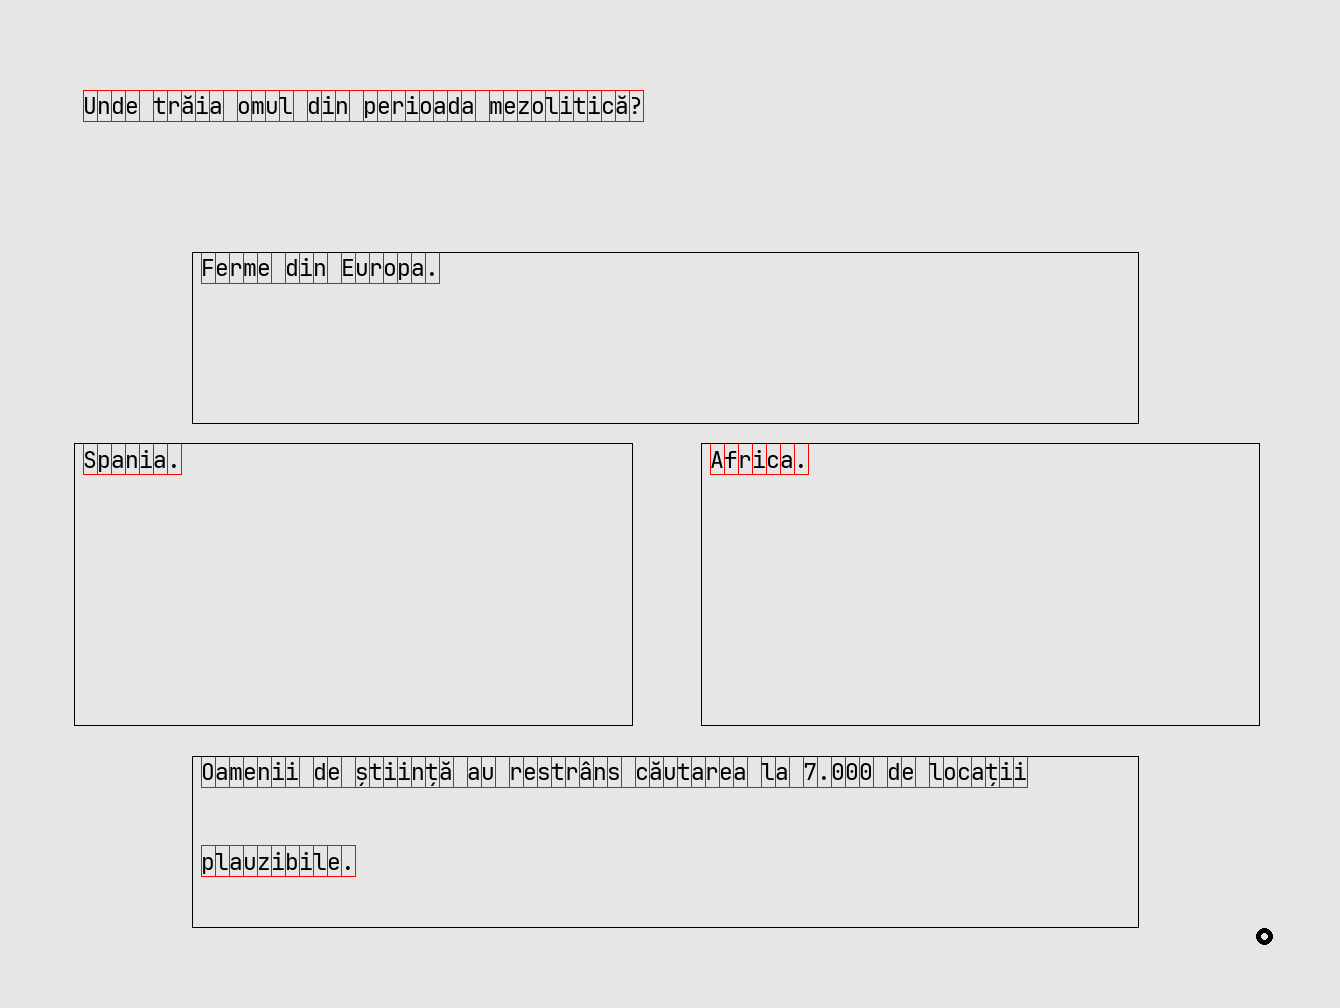 Unde trăia omul din perioada mezolitică?
Ferme din Europa.
Spania.
Africa.
Oamenii de știință au restrâns căutarea la 7.000 de locații
plauzibile.